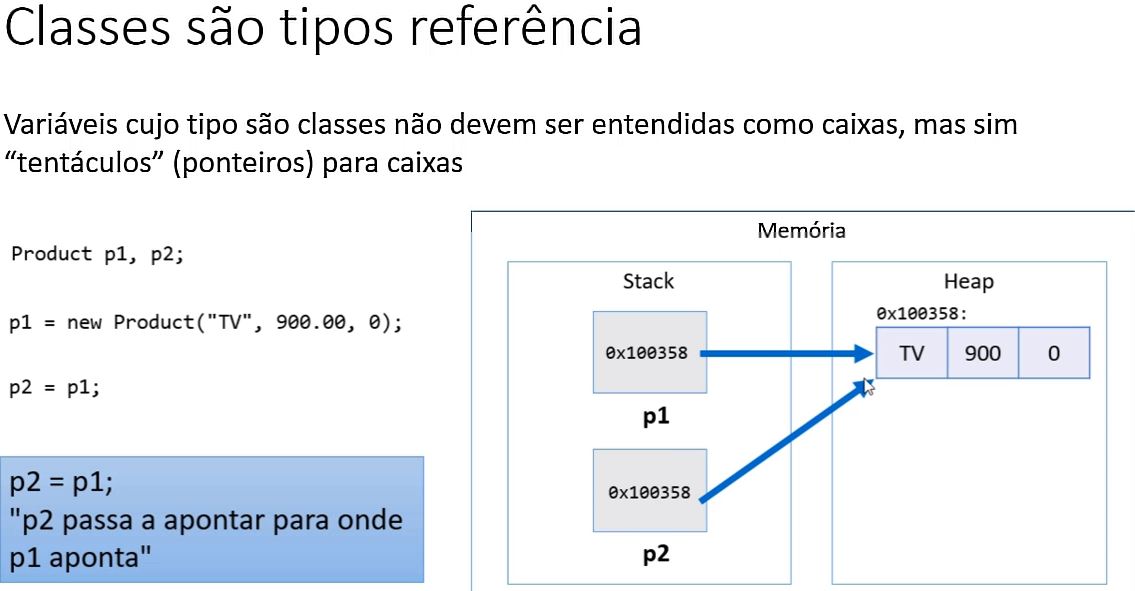 Classes são tipos referência
Variáveis cujo tipo são classes não devem ser entendidas como caixas, mas sim
“tentáculos” (ponteiros) para caixas
Product p1, p2;
p1 = new Product("TV", 900.00, 0);
p2 = p1;
p2 = p1;
"p2 passa a apontar para onde
p1 aponta"
Memória
Stack
0x100358
p1
0x100358
p2
Heap
0x100358:
TV 900 0